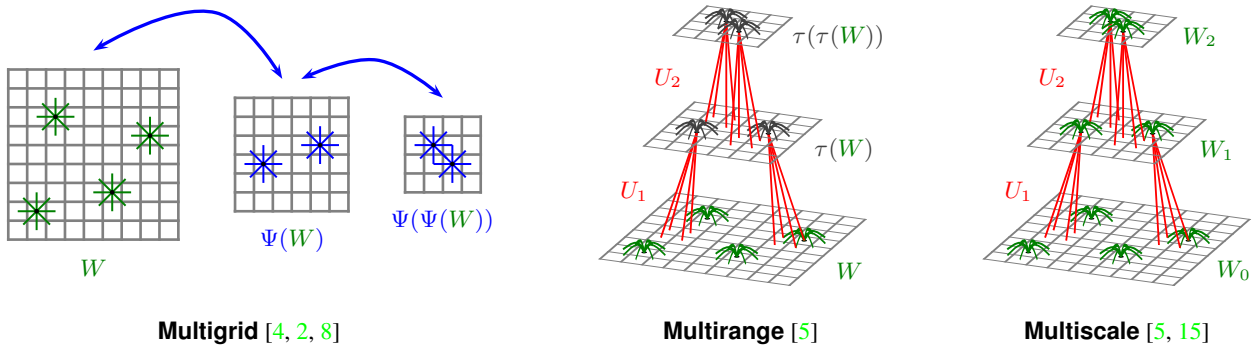 W
Ψ(W)
Ψ(Ψ(W))
Multigrid [4, 2, 8]
τ(τ(W))
U₂
τ(W)
U₁
W
Multirange [5]
W₂
U₂
W₁
U₁
W₀
Multiscale [5, 15]